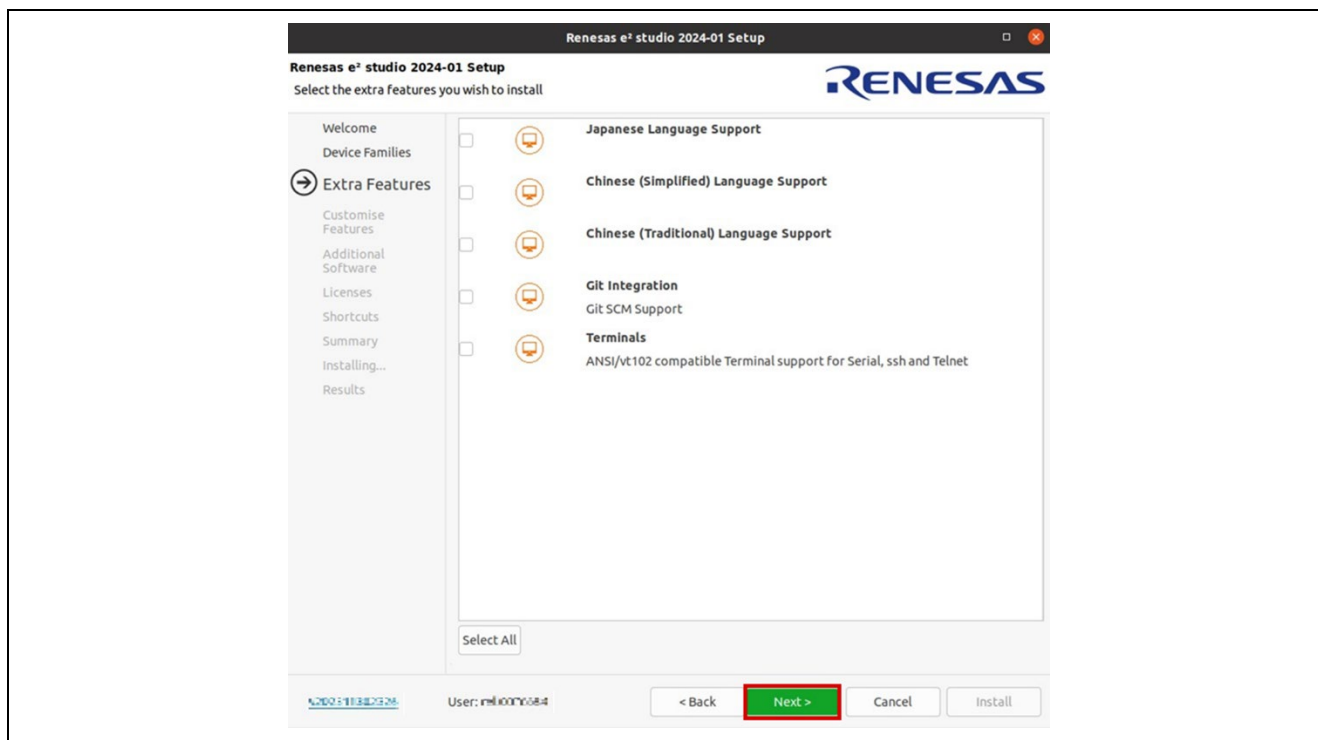 Renesas e² studio 2024-01 Setup
Renesas e² studio 2024-01 Setup
Select the extra features you wish to install
RENESAS
Welcome
Device Families
Extra Features
Customise
Features
Additional
Software
Licenses
Shortcuts
Summary
Installing...
Results
Japanese Language Support
Chinese (Simplified) Language Support
Chinese (Traditional) Language Support
Git Integration
Git SCM Support
Terminals
ANSI/vt102 compatible Terminal support for Serial, ssh and Telnet
Select All
User:
< Back
Next >
Cancel
Install